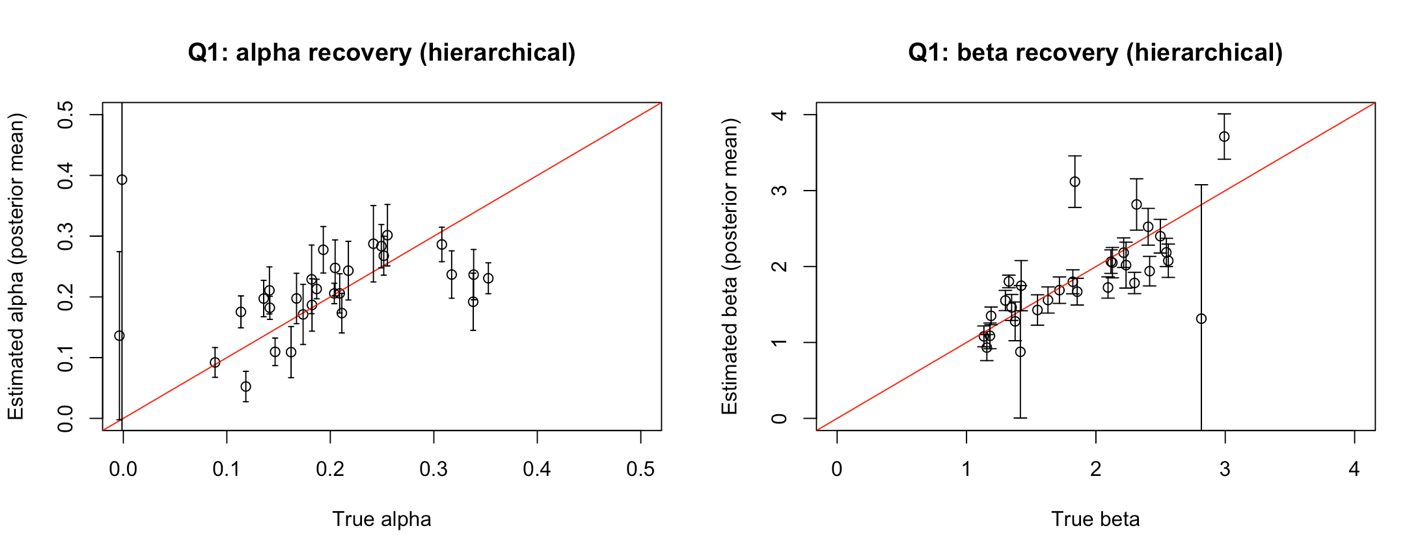 Q1: alpha recovery (hierarchical)
Estimated alpha (posterior mean)
0.5
0.4
0.3
0.2
0.1
0.0
0.0 0.1 0.2 0.3 0.4 0.5
True alpha
Q1: beta recovery (hierarchical)
Estimated beta (posterior mean)
4
3
2
1
0
0 1 2 3 4
True beta